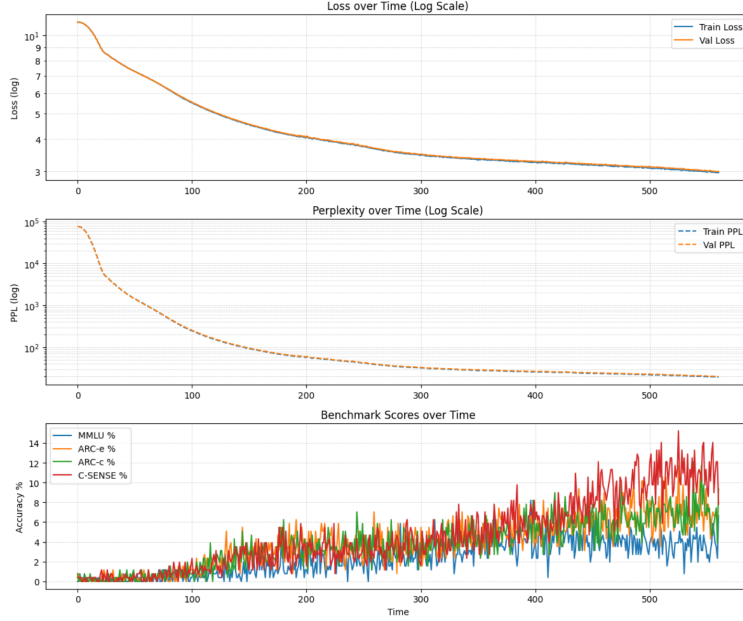 Loss over Time (Log Scale)
Loss (log)
10¹
9
8
7
6
5
4
3
Train Loss
Val Loss
0 100 200 300 400 500
Perplexity over Time (Log Scale)
PPL (log)
10⁵
10⁴
10³
10²
Train PPL
Val PPL
0 100 200 300 400 500
Benchmark Scores over Time
Accuracy %
14
12
10
8
6
4
2
0
MMLU %
ARC-e %
ARC-c %
C-SENSE %
0 100 200 300 400 500
Time